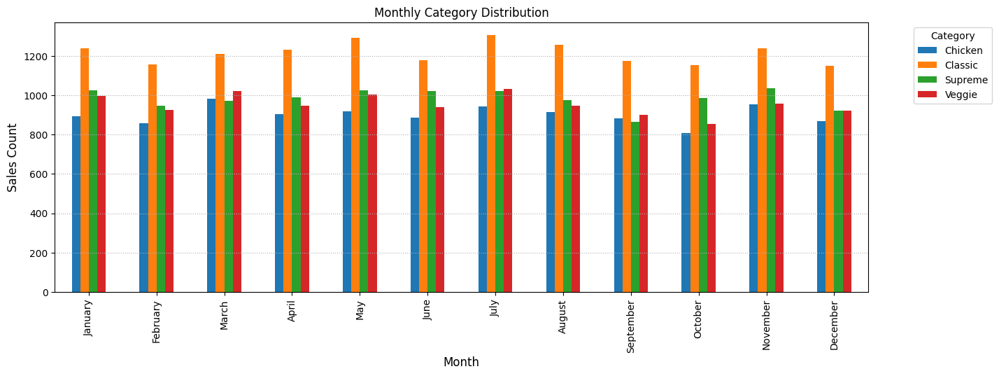 Monthly Category Distribution
Category
Chicken
Classic
Supreme
Veggie
Sales Count
1200
1000
800
600
400
200
0
January
February
March
April
May
June
July
August
September
October
November
December
Month